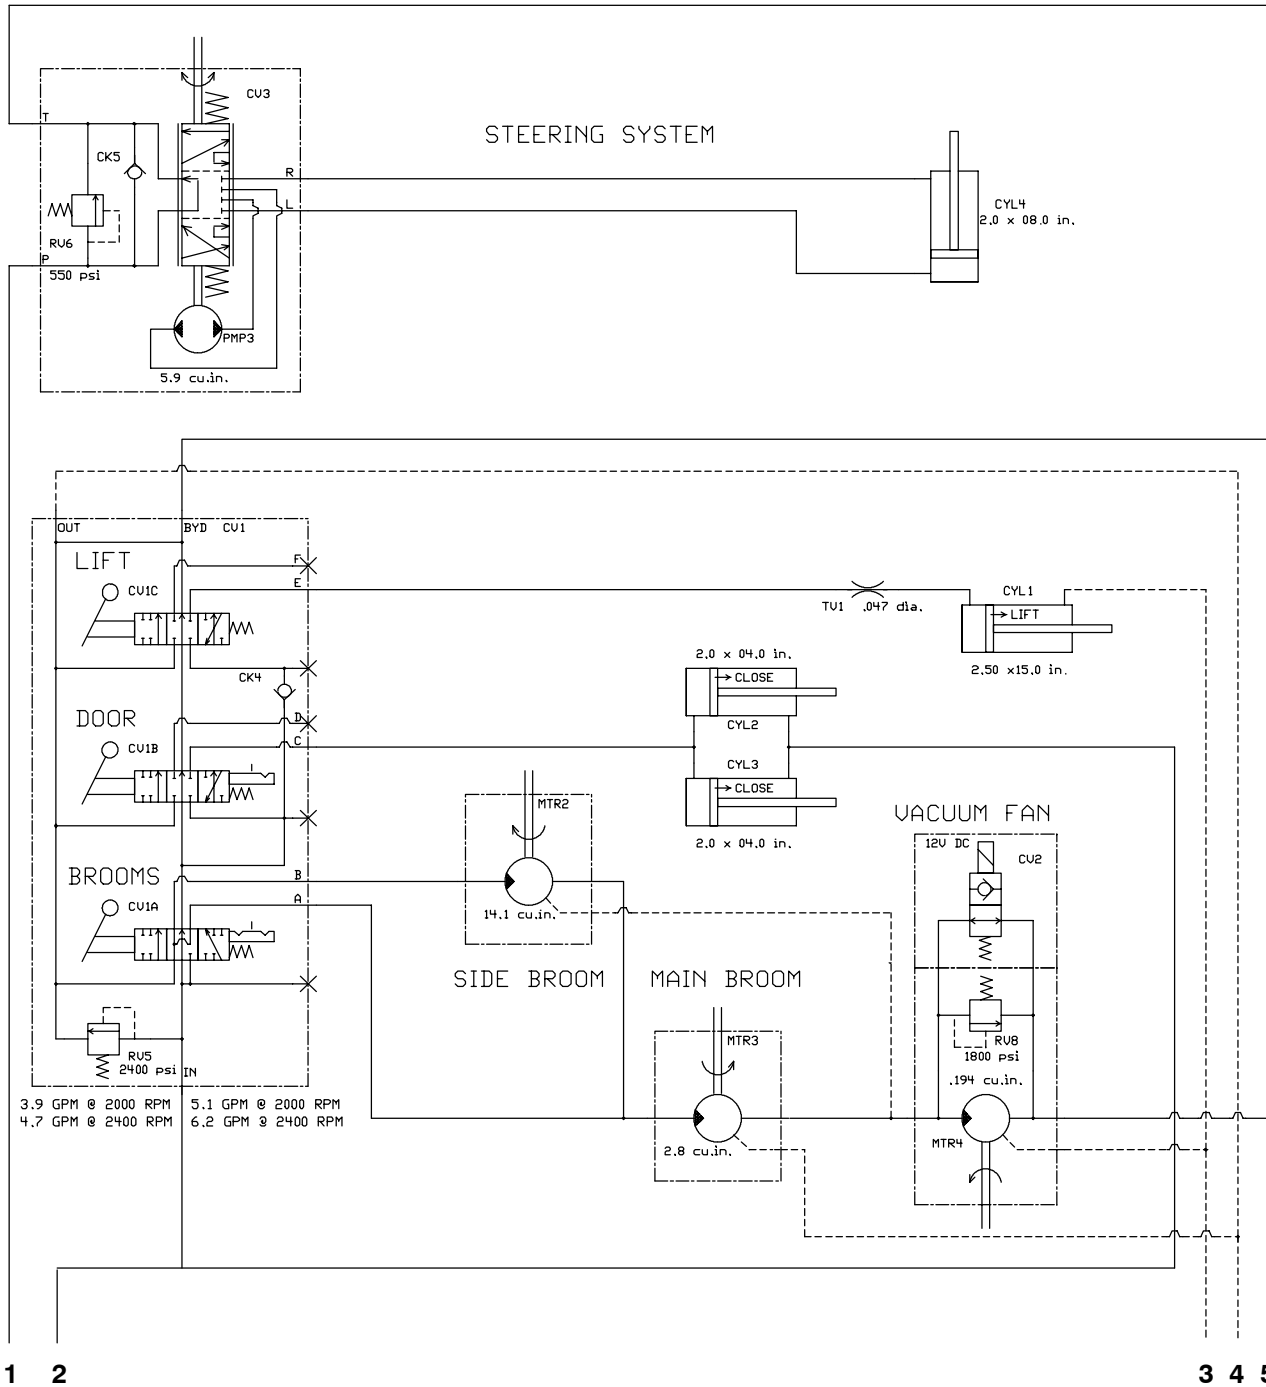 CV3
T
STEERING SYSTEM
CK5
R
L
CYL4
2.0 x 08.0 in.
RV6
P
550 psi
PMP3
5.9 cu.in.
OUT
BYD CV1
LIFT
F
E
CV1C
TV1 .047 dia.
CYL1
LIFT
2.50 x15.0 in.
CK4
2.0 x 04.0 in.
CLOSE
CYL2
DOOR
D
C
CV1B
CYL3
CLOSE
2.0 x 04.0 in.
MTR2
VACUUM FAN
12V DC
CV2
BROOMS
B
A
CV1A
14.1 cu.in.
SIDE BROOM
MAIN BROOM
MTR3
RV8
1800 psi
.194 cu.in.
RV5
2400 psi
IN
3.9 GPM @ 2000 RPM
5.1 GPM @ 2000 RPM
4.7 GPM @ 2400 RPM
6.2 GPM @ 2400 RPM
2.8 cu.in.
MTR4
1 2 3 4 5